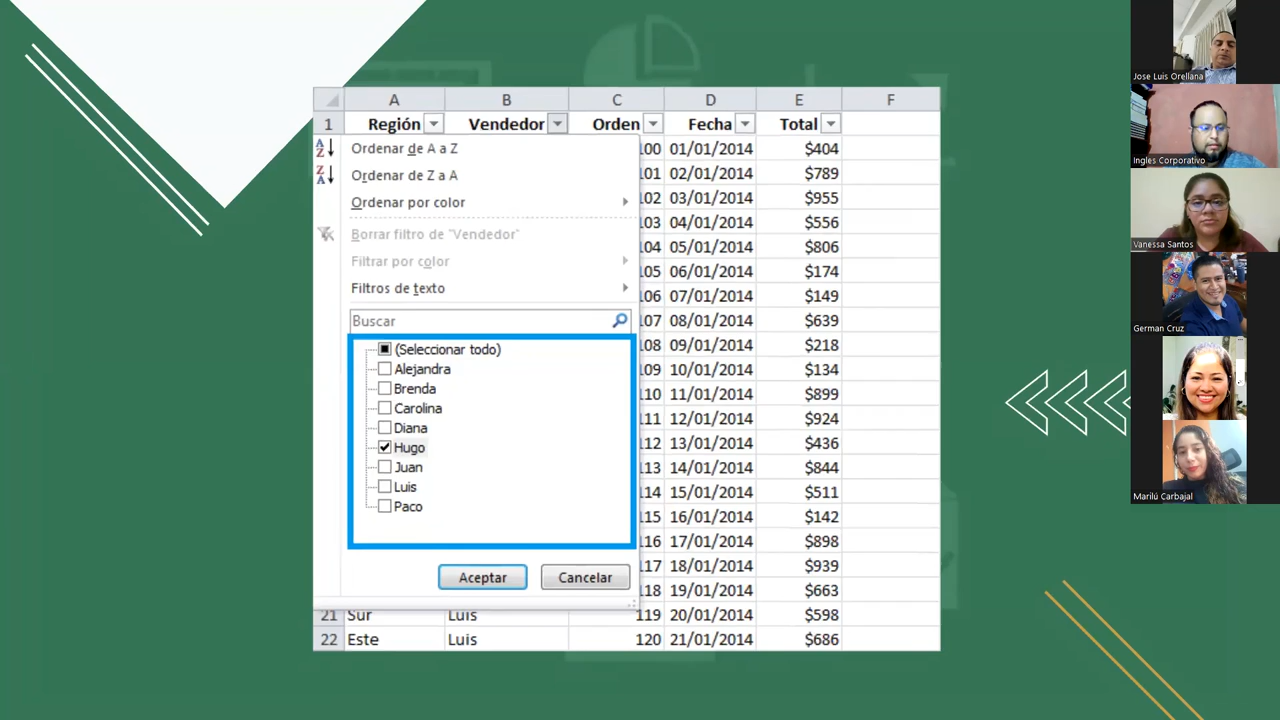 A B C D E F
1 Región Vendedor Orden Fecha Total
Ordenar de A a Z
Ordenar de Z a A
Ordenar por color
Borrar filtro de "Vendedor"
Filtrar por color
Filtros de texto
Buscar
(Seleccionar todo)
Alejandra
Brenda
Carolina
Diana
Hugo
Juan
Luis
Paco
Aceptar Cancelar
100 01/01/2014 $404
101 02/01/2014 $789
102 03/01/2014 $955
103 04/01/2014 $556
104 05/01/2014 $806
105 06/01/2014 $174
106 07/01/2014 $149
107 08/01/2014 $639
108 09/01/2014 $218
109 10/01/2014 $134
110 11/01/2014 $899
111 12/01/2014 $924
112 13/01/2014 $436
113 14/01/2014 $844
114 15/01/2014 $511
115 16/01/2014 $142
116 17/01/2014 $898
117 18/01/2014 $939
118 19/01/2014 $663
21 Sur Luis 119 20/01/2014 $598
22 Este Luis 120 21/01/2014 $686
Jose Luis Orellana
Ingles Corporativo
Vanessa Santos
German Cruz
Marilú Carbajal